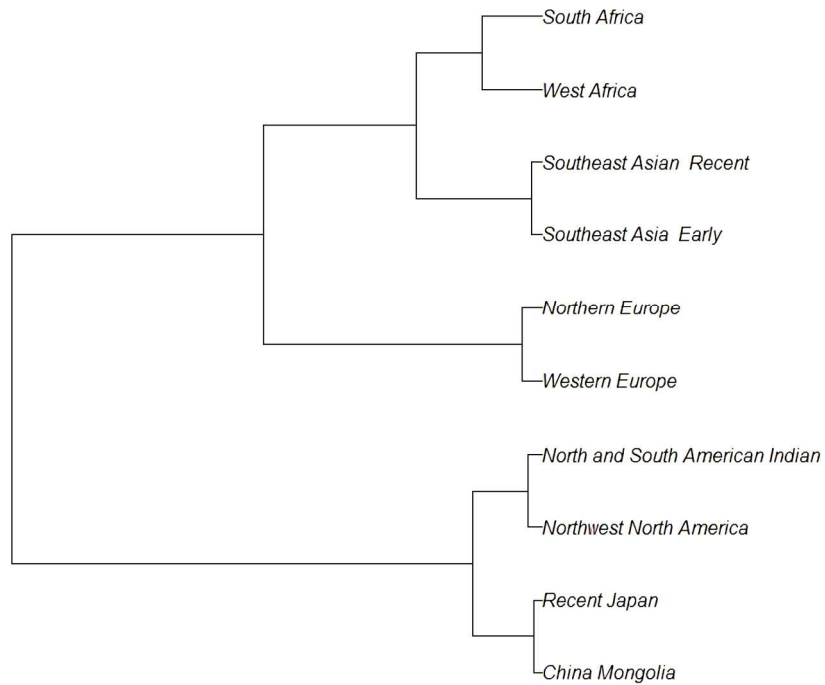 South Africa
West Africa
Southeast Asian Recent
Southeast Asia Early
Northern Europe
Western Europe
North and South American Indian
Northwest North America
Recent Japan
China Mongolia